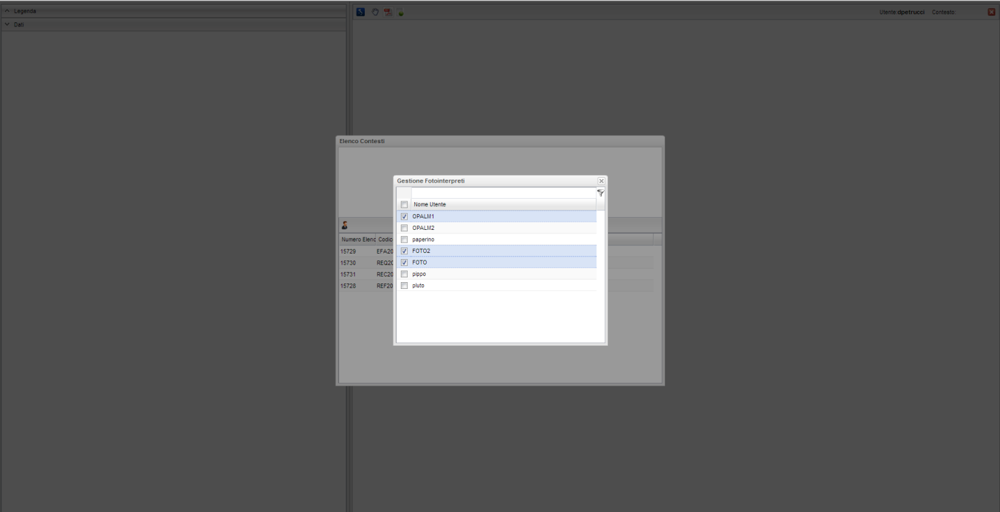 Legenda
Utente:dpetrucci Contesto:
Dati
Elenco Contesti
Gestione Fotointerpreti
Nome Utente
OPALM1
OPALM2
Numero Elenc Codic
paperino
15729 EFA20
FOTO2
15730 REQ20
FOTO
15731 REC20
pippo
15728 REF20
pluto